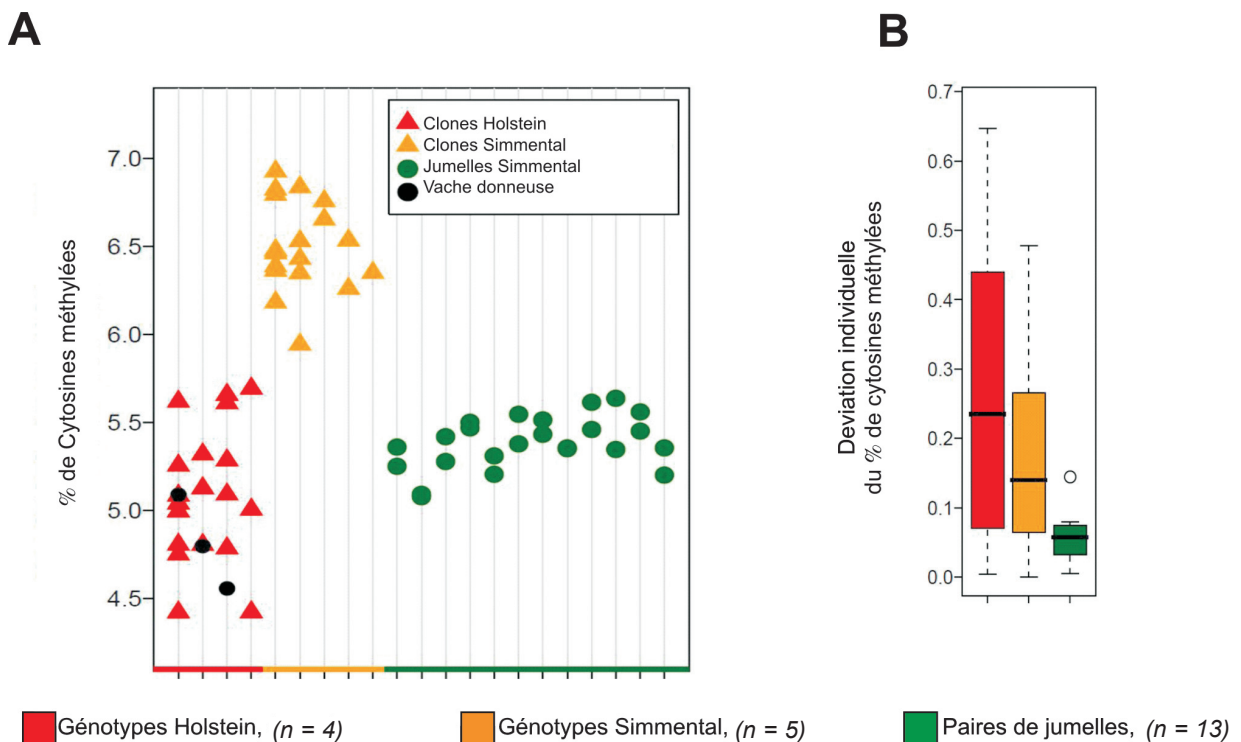 A
B
Clones Holstein
Clones Simmental
Jumelles Simmental
Vache donneuse
% de Cytosines méthylées
7.0
6.5
6.0
5.5
5.0
4.5
Deviation individuelle
du % de cytosines méthylées
0.7
0.6
0.5
0.4
0.3
0.2
0.1
0.0
Génotypes Holstein, (n = 4)
Génotypes Simmental, (n = 5)
Paires de jumelles, (n = 13)